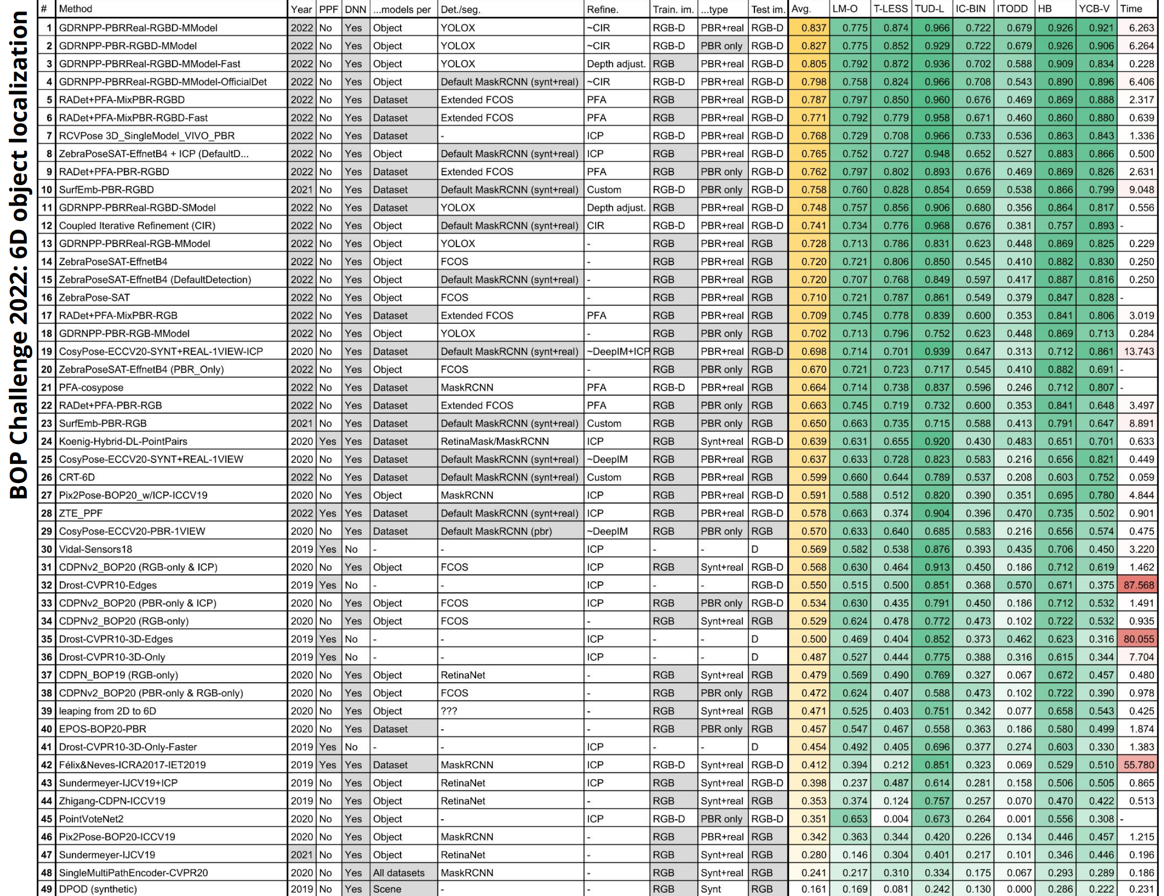 BOP Challenge 2022: 6D object localization
# Method Year PPF DNN ...models per Det./seg. Refine. Train. im. ...type Test im. Avg. LM-O T-LESS TUD-L IC-BIN ITODD HB YCB-V Time
1 GDRNPP-PBRReal-RGBD-MModel 2022 No Yes Object YOLOX ~CIR RGB-D PBR+real RGB-D 0.837 0.775 0.874 0.966 0.722 0.679 0.926 0.921 6.263
2 GDRNPP-PBR-RGBD-MModel 2022 No Yes Object YOLOX ~CIR RGB-D PBR only RGB-D 0.827 0.775 0.852 0.929 0.722 0.679 0.926 0.906 6.264
3 GDRNPP-PBRReal-RGBD-MModel-Fast 2022 No Yes Object YOLOX Depth adjust. RGB PBR+real RGB-D 0.805 0.792 0.872 0.936 0.702 0.588 0.909 0.834 0.228
4 GDRNPP-PBRReal-RGBD-MModel-OfficialDet 2022 No Yes Object Default MaskRCNN (synt+real) ~CIR RGB-D PBR+real RGB-D 0.798 0.758 0.824 0.966 0.708 0.543 0.890 0.896 6.406
5 RADet+PFA-MixPBR-RGBD 2022 No Yes Dataset Extended FCOS PFA RGB PBR+real RGB-D 0.787 0.797 0.850 0.960 0.676 0.469 0.869 0.888 2.317
6 RADet+PFA-MixPBR-RGBD-Fast 2022 No Yes Dataset Extended FCOS PFA RGB PBR+real RGB-D 0.771 0.792 0.779 0.958 0.671 0.460 0.860 0.880 0.639
7 RCVPose 3D_SingleModel_VIVO_PBR 2022 No Yes Dataset - ICP RGB-D PBR+real RGB-D 0.768 0.729 0.708 0.966 0.733 0.536 0.863 0.843 1.336
8 ZebraPoseSAT-EffnetB4 + ICP (DefaultD... 2022 No Yes Object Default MaskRCNN (synt+real) ICP RGB PBR+real RGB-D 0.765 0.752 0.727 0.948 0.652 0.527 0.883 0.866 0.500
9 RADet+PFA-PBR-RGBD 2022 No Yes Dataset Extended FCOS PFA RGB PBR only RGB-D 0.762 0.797 0.802 0.893 0.676 0.469 0.869 0.826 2.631
10 SurfEmb-PBR-RGBD 2021 No Yes Dataset Default MaskRCNN (synt+real) Custom RGB-D PBR only RGB-D 0.758 0.760 0.828 0.854 0.659 0.538 0.866 0.799 9.048
11 GDRNPP-PBRReal-RGBD-SModel 2022 No Yes Dataset YOLOX Depth adjust. RGB PBR+real RGB-D 0.748 0.757 0.856 0.906 0.680 0.356 0.864 0.817 0.556
12 Coupled Iterative Refinement (CIR) 2022 No Yes Dataset Default MaskRCNN (synt+real) CIR RGB-D PBR+real RGB-D 0.741 0.734 0.776 0.968 0.676 0.381 0.757 0.893 -
13 GDRNPP-PBRReal-RGB-MModel 2022 No Yes Object YOLOX - RGB PBR+real RGB 0.728 0.713 0.786 0.831 0.623 0.448 0.869 0.825 0.229
14 ZebraPoseSAT-EffnetB4 2022 No Yes Object FCOS - RGB PBR+real RGB 0.720 0.721 0.806 0.850 0.545 0.410 0.882 0.830 0.250
15 ZebraPoseSAT-EffnetB4 (DefaultDetection) 2022 No Yes Object Default MaskRCNN (synt+real) - RGB PBR+real RGB 0.720 0.707 0.768 0.849 0.597 0.417 0.887 0.816 0.250
16 ZebraPose-SAT 2022 No Yes Object FCOS - RGB PBR+real RGB 0.710 0.721 0.787 0.861 0.549 0.379 0.847 0.828 -
17 RADet+PFA-MixPBR-RGB 2022 No Yes Dataset Extended FCOS PFA RGB PBR+real RGB 0.709 0.745 0.778 0.839 0.600 0.353 0.841 0.806 3.019
18 GDRNPP-PBR-RGB-MModel 2022 No Yes Object YOLOX - RGB PBR only RGB 0.702 0.713 0.796 0.752 0.623 0.448 0.869 0.713 0.284
19 CosyPose-ECCV20-SYNT+REAL-1VIEW-ICP 2020 No Yes Dataset Default MaskRCNN (synt+real) ~DeepIM+ICP RGB PBR+real RGB-D 0.698 0.714 0.701 0.939 0.647 0.313 0.712 0.861 13.743
20 ZebraPoseSAT-EffnetB4 (PBR_Only) 2022 No Yes Object FCOS - RGB PBR only RGB 0.670 0.721 0.723 0.717 0.545 0.410 0.882 0.691 -
21 PFA-cosypose 2022 No Yes Dataset MaskRCNN PFA RGB-D PBR+real RGB 0.664 0.714 0.738 0.837 0.596 0.246 0.712 0.807 -
22 RADet+PFA-PBR-RGB 2022 No Yes Dataset Extended FCOS PFA RGB PBR only RGB 0.663 0.745 0.719 0.732 0.600 0.353 0.841 0.648 3.497
23 SurfEmb-PBR-RGB 2021 No Yes Dataset Default MaskRCNN (synt+real) Custom RGB PBR only RGB 0.650 0.663 0.735 0.715 0.588 0.413 0.791 0.647 8.891
24 Koenig-Hybrid-DL-PointPairs 2020 Yes Yes Dataset RetinaMask/MaskRCNN ICP RGB Synt+real RGB-D 0.639 0.631 0.655 0.920 0.430 0.483 0.651 0.701 0.633
25 CosyPose-ECCV20-SYNT+REAL-1VIEW 2020 No Yes Dataset Default MaskRCNN (synt+real) ~DeepIM RGB PBR+real RGB 0.637 0.633 0.728 0.823 0.583 0.216 0.656 0.821 0.449
26 CRT-6D 2022 No Yes Dataset Default MaskRCNN (synt+real) Custom RGB PBR+real RGB 0.599 0.660 0.644 0.789 0.537 0.208 0.603 0.752 0.059
27 Pix2Pose-BOP20_w/ICP-ICCV19 2020 No Yes Object MaskRCNN ICP RGB PBR+real RGB-D 0.591 0.588 0.512 0.820 0.390 0.351 0.695 0.780 4.844
28 ZTE_PPF 2022 Yes Yes Dataset Default MaskRCNN (synt+real) ICP RGB PBR+real RGB-D 0.578 0.663 0.374 0.904 0.396 0.470 0.735 0.502 0.901
29 CosyPose-ECCV20-PBR-1VIEW 2020 No Yes Dataset Default MaskRCNN (pbr) ~DeepIM RGB PBR only RGB 0.570 0.633 0.640 0.685 0.583 0.216 0.656 0.574 0.475
30 Vidal-Sensors18 2019 Yes No - - ICP - - D 0.569 0.582 0.538 0.876 0.393 0.435 0.706 0.450 3.220
31 CDPNv2_BOP20 (RGB-only & ICP) 2020 No Yes Object FCOS ICP RGB Synt+real RGB-D 0.568 0.630 0.464 0.913 0.450 0.186 0.712 0.619 1.462
32 Drost-CVPR10-Edges 2019 Yes No - - ICP - - RGB-D 0.550 0.515 0.500 0.851 0.368 0.570 0.671 0.375 87.568
33 CDPNv2_BOP20 (PBR-only & ICP) 2020 No Yes Object FCOS ICP RGB PBR only RGB-D 0.534 0.630 0.435 0.791 0.450 0.186 0.712 0.532 1.491
34 CDPNv2_BOP20 (RGB-only) 2020 No Yes Object FCOS - RGB Synt+real RGB 0.529 0.624 0.478 0.772 0.473 0.102 0.722 0.532 0.935
35 Drost-CVPR10-3D-Edges 2019 Yes No - - ICP - - D 0.500 0.469 0.404 0.852 0.373 0.462 0.623 0.316 80.055
36 Drost-CVPR10-3D-Only 2019 Yes No - - ICP - - D 0.487 0.527 0.444 0.775 0.388 0.316 0.615 0.344 7.704
37 CDPN_BOP19 (RGB-only) 2020 No Yes Object RetinaNet - RGB Synt+real RGB 0.479 0.569 0.490 0.769 0.327 0.067 0.672 0.457 0.480
38 CDPNv2_BOP20 (PBR-only & RGB-only) 2020 No Yes Object FCOS - RGB PBR only RGB 0.472 0.624 0.407 0.588 0.473 0.102 0.722 0.390 0.978
39 leaping from 2D to 6D 2020 No Yes Object ??? - RGB Synt+real RGB 0.471 0.525 0.403 0.751 0.342 0.077 0.658 0.543 0.425
40 EPOS-BOP20-PBR 2020 No Yes Dataset - - RGB PBR only RGB 0.457 0.547 0.467 0.558 0.363 0.186 0.580 0.499 1.874
41 Drost-CVPR10-3D-Only-Faster 2019 Yes No - - ICP - - D 0.454 0.492 0.405 0.696 0.377 0.274 0.603 0.330 1.383
42 Félix&Neves-ICRA2017-IET2019 2019 Yes Yes Dataset MaskRCNN ICP RGB-D Synt+real RGB-D 0.412 0.394 0.212 0.851 0.323 0.069 0.529 0.510 55.780
43 Sundermeyer-IJCV19+ICP 2019 No Yes Object RetinaNet ICP RGB Synt+real RGB-D 0.398 0.237 0.487 0.614 0.281 0.158 0.506 0.505 0.865
44 Zhigang-CDPN-ICCV19 2019 No Yes Object RetinaNet - RGB Synt+real RGB 0.353 0.374 0.124 0.757 0.257 0.070 0.470 0.422 0.513
45 PointVoteNet2 2020 No Yes Object - ICP RGB-D PBR only RGB-D 0.351 0.653 0.004 0.673 0.264 0.001 0.556 0.308 -
46 Pix2Pose-BOP20-ICCV19 2020 No Yes Object MaskRCNN - RGB PBR+real RGB 0.342 0.363 0.344 0.420 0.226 0.134 0.446 0.457 1.215
47 Sundermeyer-IJCV19 2021 No Yes Object RetinaNet - RGB Synt+real RGB 0.280 0.146 0.304 0.401 0.217 0.101 0.346 0.446 0.196
48 SingleMultiPathEncoder-CVPR20 2020 No Yes All datasets MaskRCNN - RGB Synt+real RGB 0.241 0.217 0.310 0.334 0.175 0.067 0.293 0.289 0.186
49 DPOD (synthetic) 2019 No Yes Scene - - RGB Synt RGB 0.161 0.169 0.081 0.242 0.130 0.000 0.286 0.222 0.231